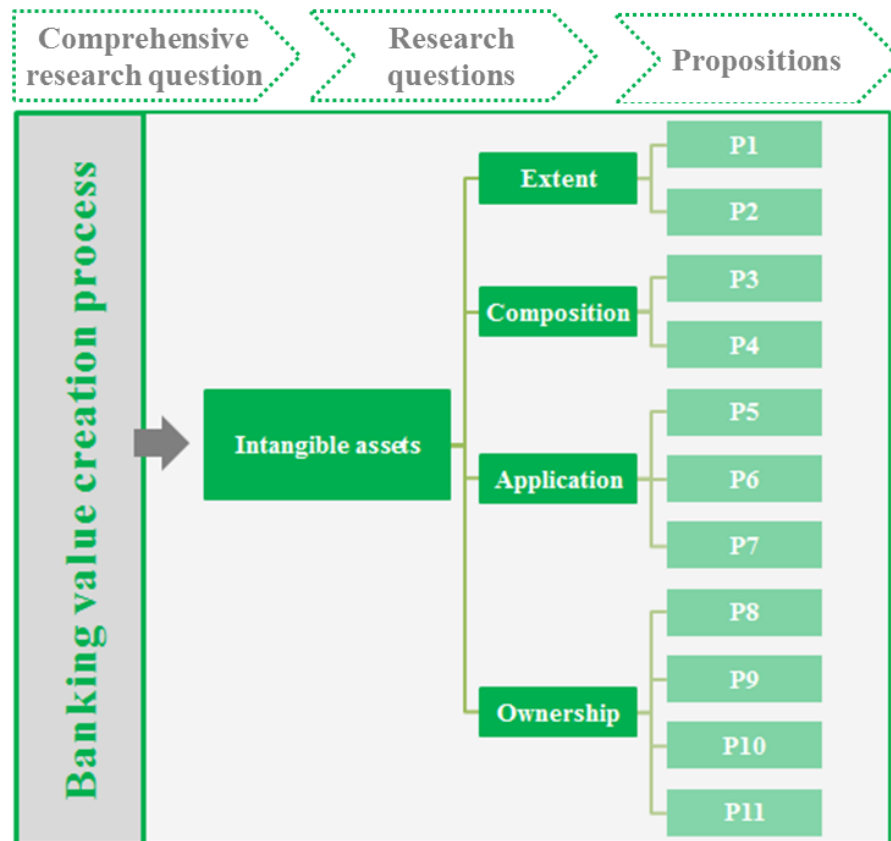 Comprehensive
research question
Research
questions
Propositions
Banking value creation process
Intangible assets
Extent
P1
P2
Composition
P3
P4
Application
P5
P6
P7
Ownership
P8
P9
P10
P11